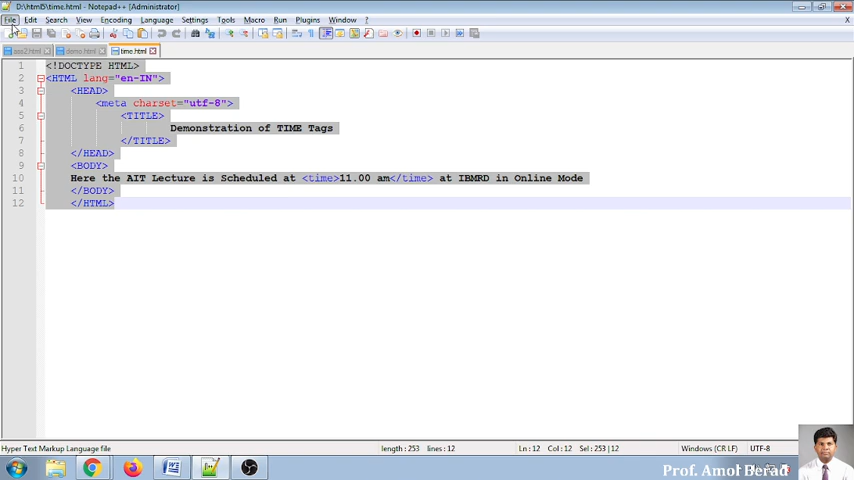 D:\html5\time.html - Notepad++ [Administrator]
File Edit Search View Encoding Language Settings Tools Macro Run Plugins Window ? X
demo.html time.html
1 <!DOCTYPE HTML>
2 <HTML lang="en-IN">
3 <HEAD>
4 <meta charset="utf-8">
5 <TITLE>
6 Demonstration of TIME Tags
7 </TITLE>
8 </HEAD>
9 <BODY>
10 Here the AIT Lecture is Scheduled at <time>11.00 am</time> at IBMRD in Online Mode
11 </BODY>
12 </HTML>
Hyper Text Markup Language file length : 253 lines : 12 Ln : 12 Col : 12 Sel : 253 | 12 Windows (CR LF) UTF-8
Prof. Amol Berad